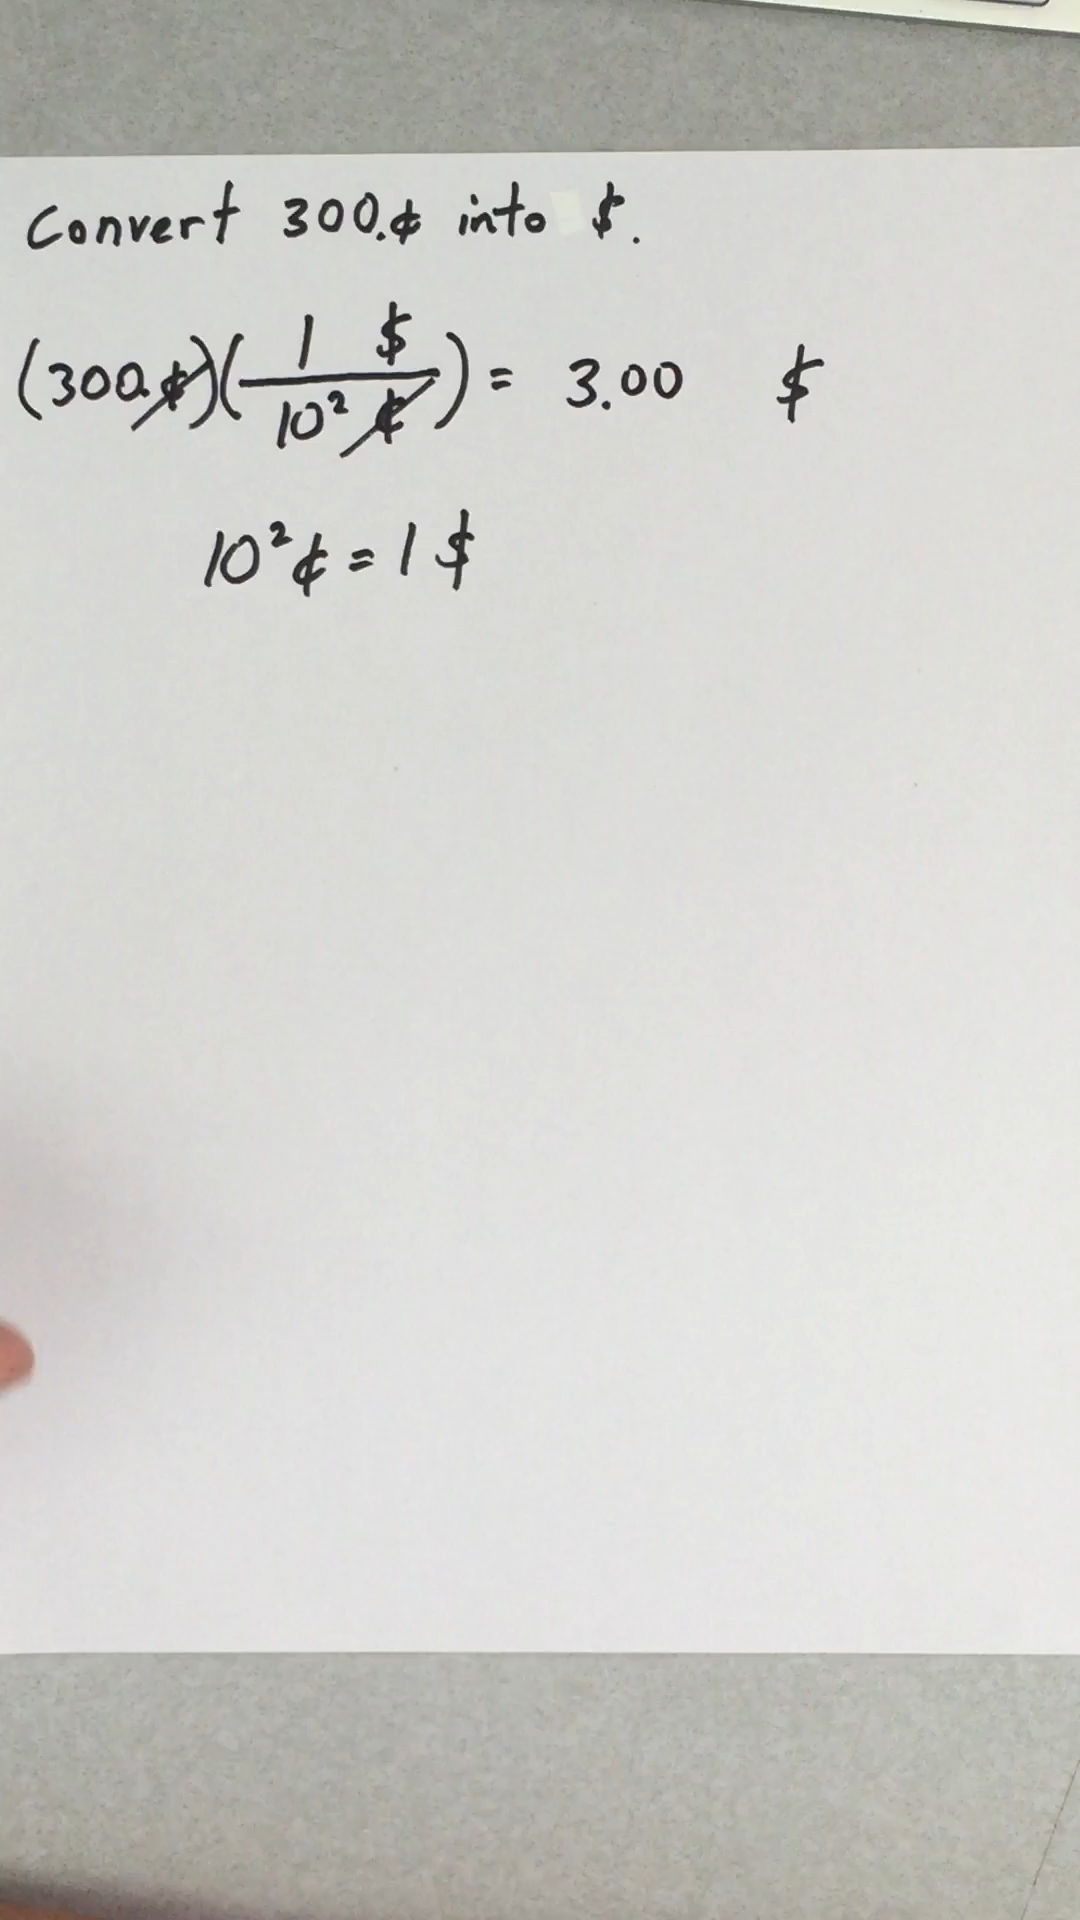 Convert 300.¢ into $.
(300.¢)(1 $ / 10² ¢) = 3.00 $
10² ¢ = 1 $